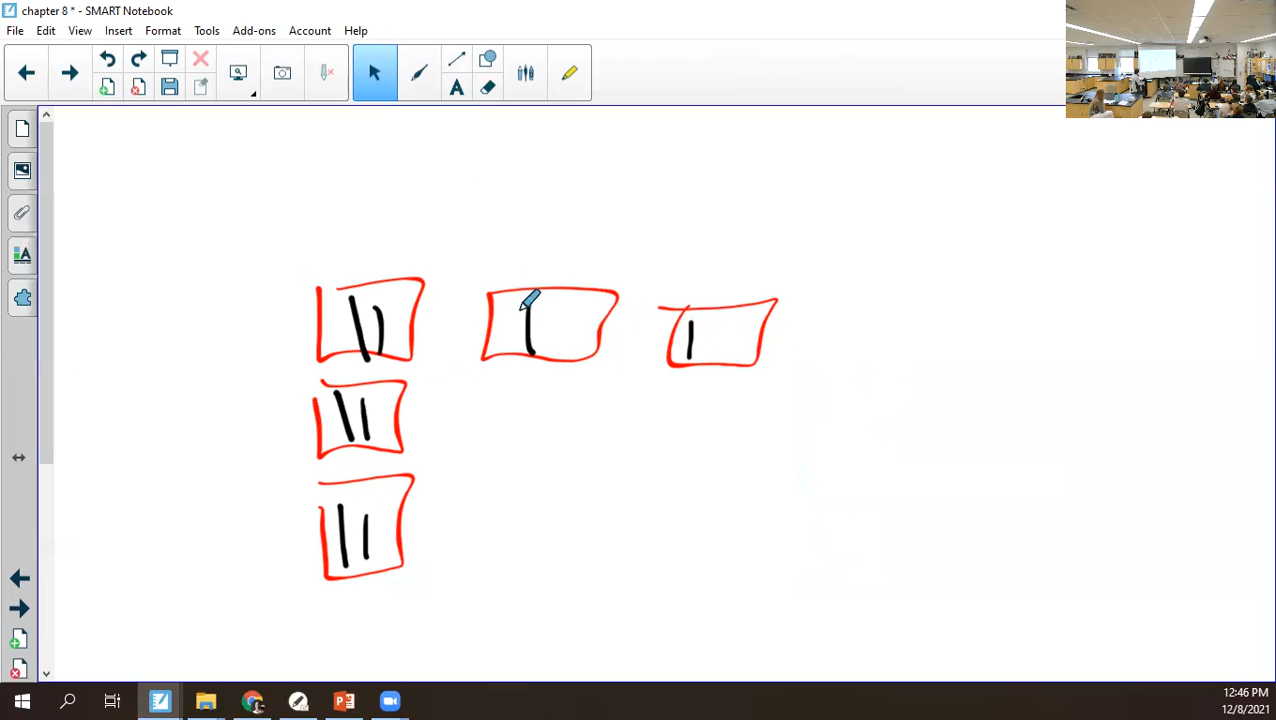 chapter 8 * - SMART Notebook
File Edit View Insert Format Tools Add-ons Account Help
A
A
12:46 PM
12/8/2021